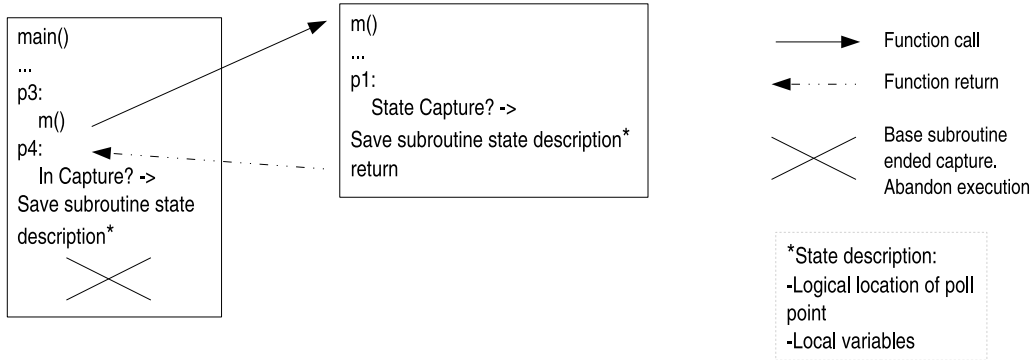 main()
...
p3:
m()
p4:
In Capture? ->
Save subroutine state
description*
m()
...
p1:
State Capture? ->
Save subroutine state description*
return
Function call
Function return
Base subroutine
ended capture.
Abandon execution
*State description:
-Logical location of poll
point
-Local variables